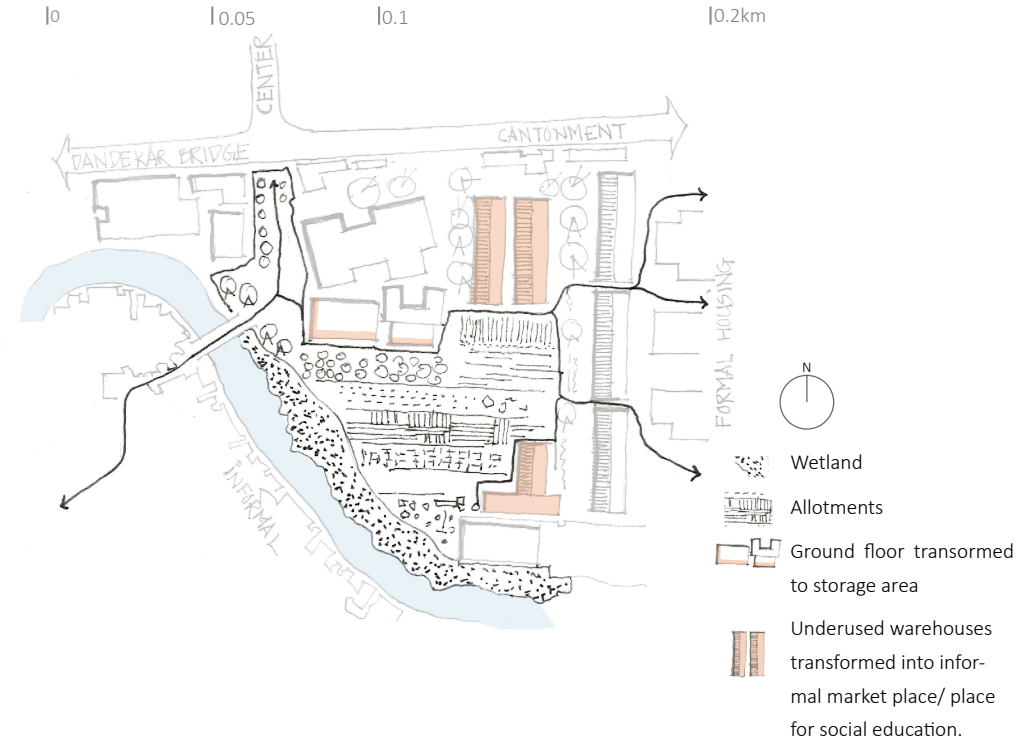 0
0.05
0.1
0.2km
CENTER
CANTONMENT
DANDEKAR BRIDGE
FORMAL HOUSING
INFORMAL
N
Wetland
Allotments
Ground floor transormed
to storage area
Underused warehouses
transformed into infor-
mal market place/ place
for social education.